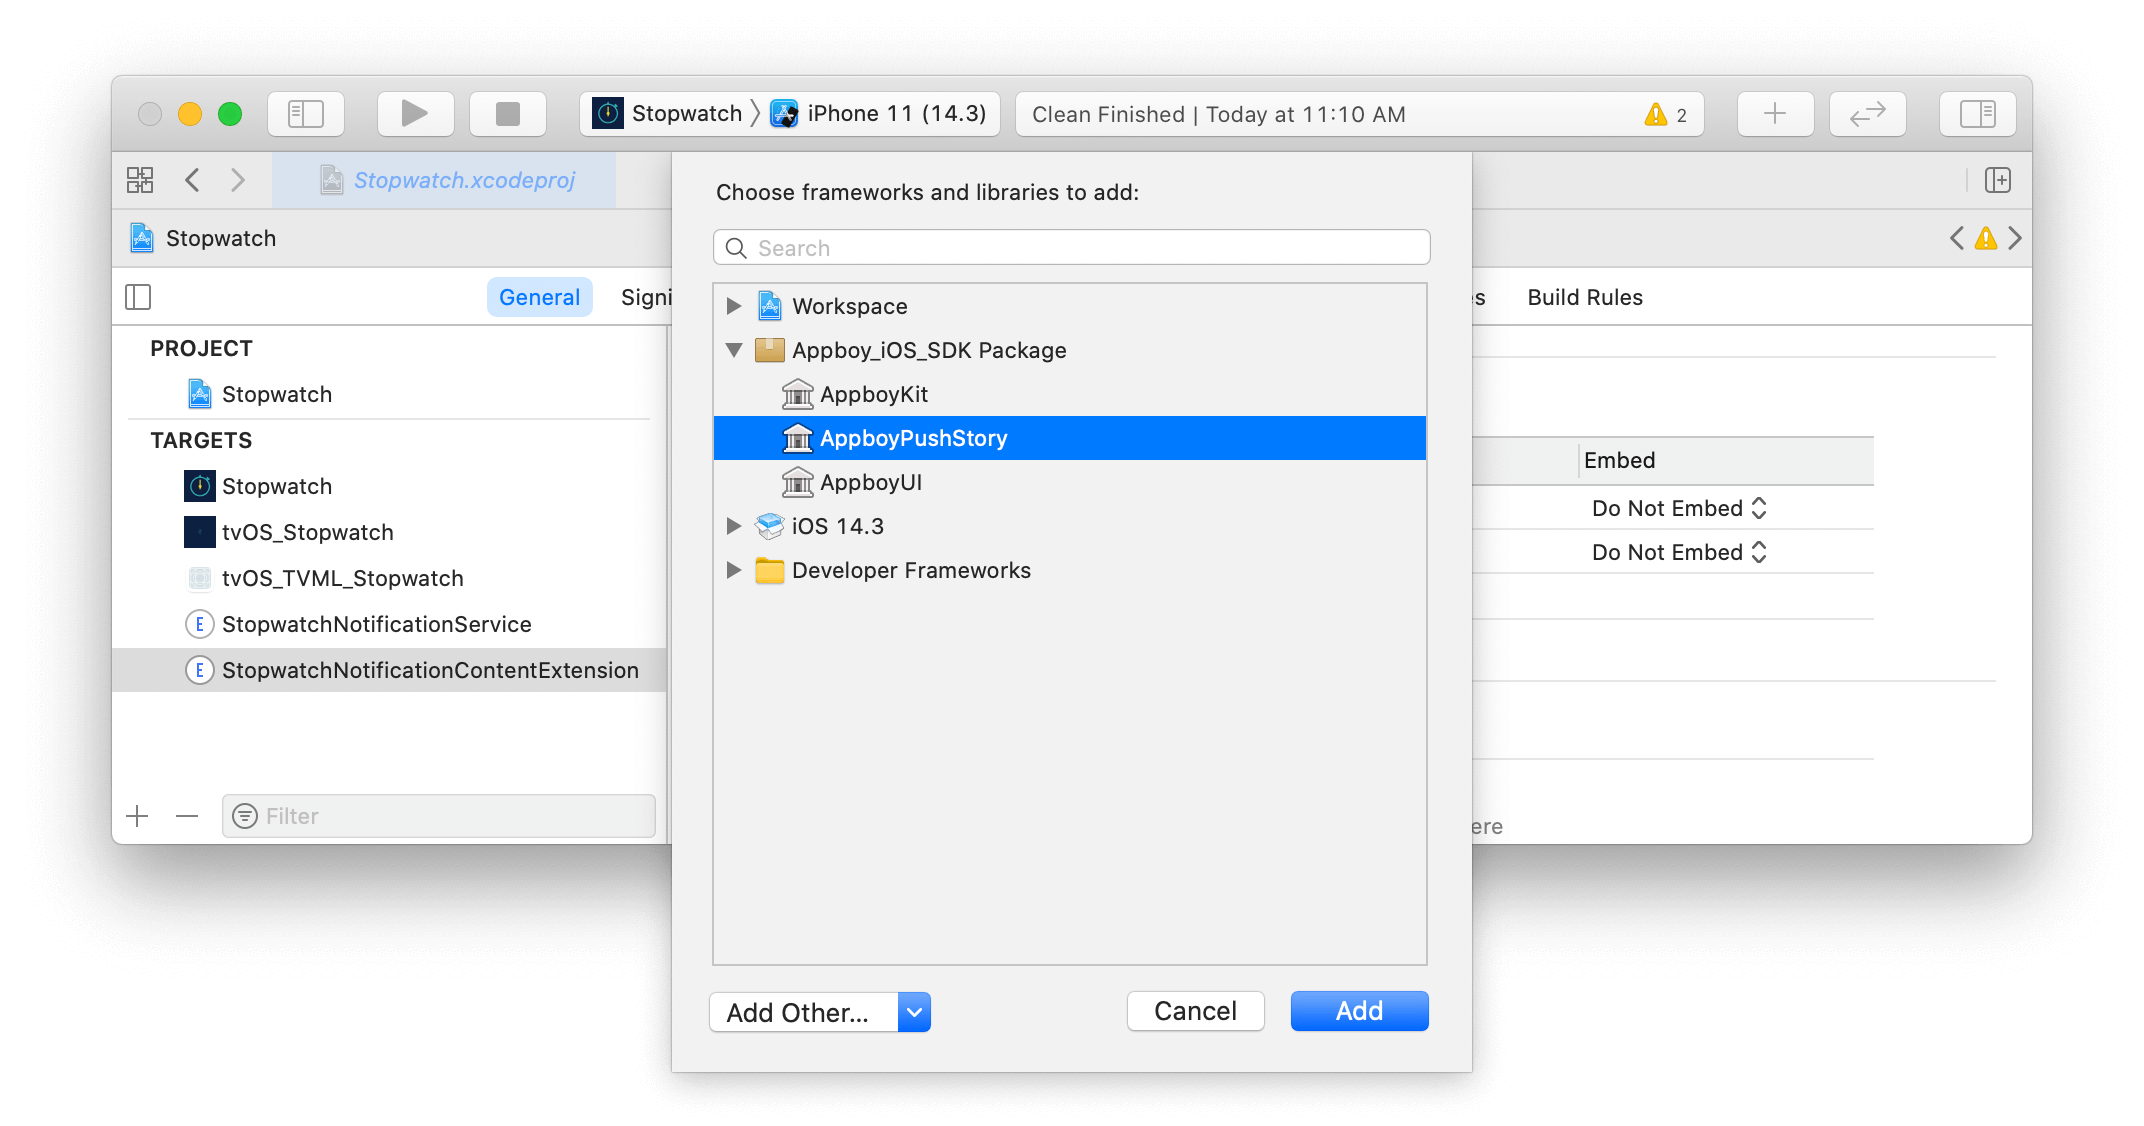 Stopwatch
iPhone 11 (14.3)
Clean Finished | Today at 11:10 AM
2
Stopwatch.xcodeproj
Stopwatch
General
Signi
s
Build Rules
PROJECT
Stopwatch
TARGETS
Stopwatch
tvOS_Stopwatch
tvOS_TVML_Stopwatch
E StopwatchNotificationService
E StopwatchNotificationContentExtension
Filter
Choose frameworks and libraries to add:
Search
Workspace
Appboy_iOS_SDK Package
AppboyKit
AppboyPushStory
AppboyUI
iOS 14.3
Developer Frameworks
Add Other...
Cancel
Add
Embed
Do Not Embed
Do Not Embed
ere